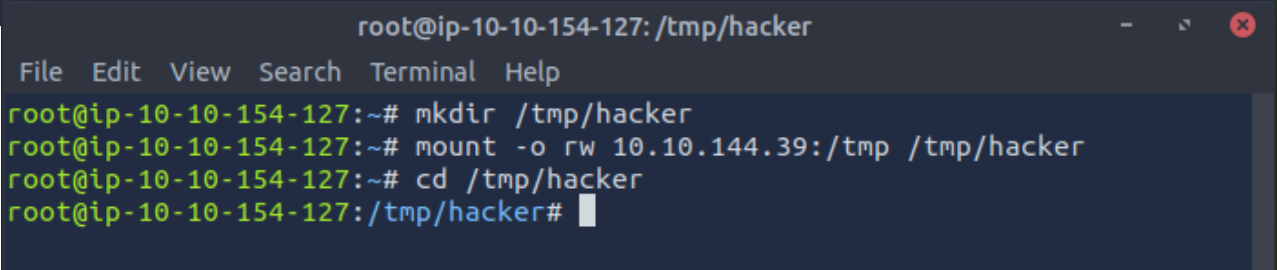 root@ip-10-10-154-127: /tmp/hacker
File Edit View Search Terminal Help
root@ip-10-10-154-127:~# mkdir /tmp/hacker
root@ip-10-10-154-127:~# mount -o rw 10.10.144.39:/tmp /tmp/hacker
root@ip-10-10-154-127:~# cd /tmp/hacker
root@ip-10-10-154-127:/tmp/hacker#